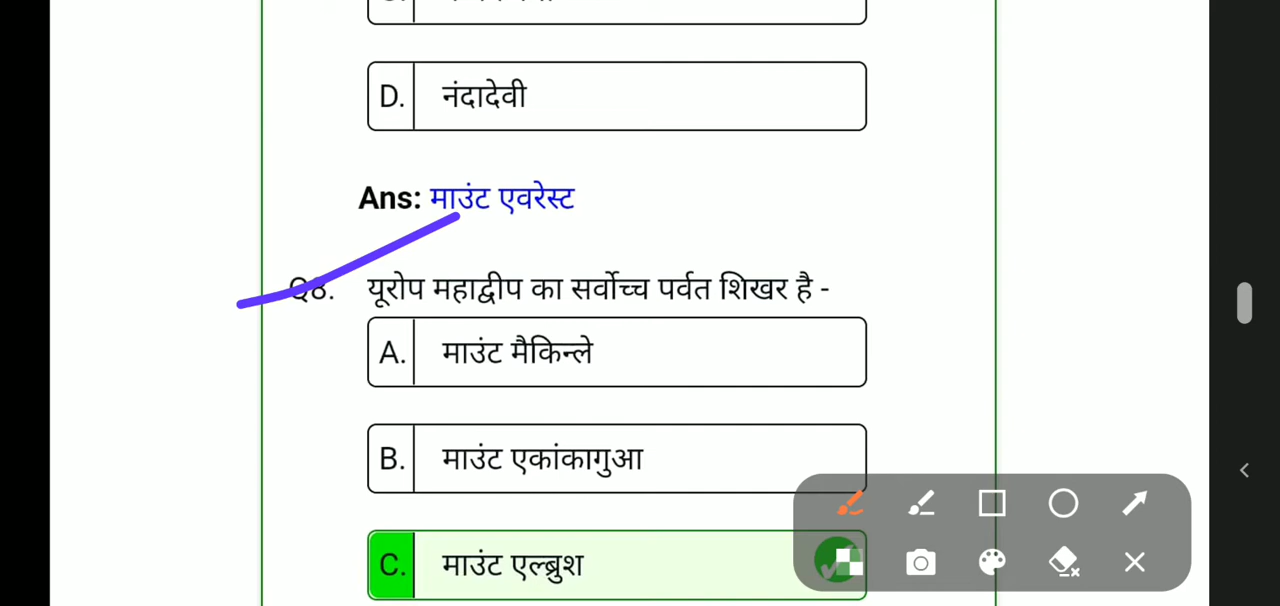 D. नंदादेवी
Ans: माउंट एवरेस्ट
Q8. यूरोप महाद्वीप का सर्वोच्च पर्वत शिखर है -
A. माउंट मैकिन्ले
B. माउंट एकांकागुआ
C. माउंट एल्ब्रुश